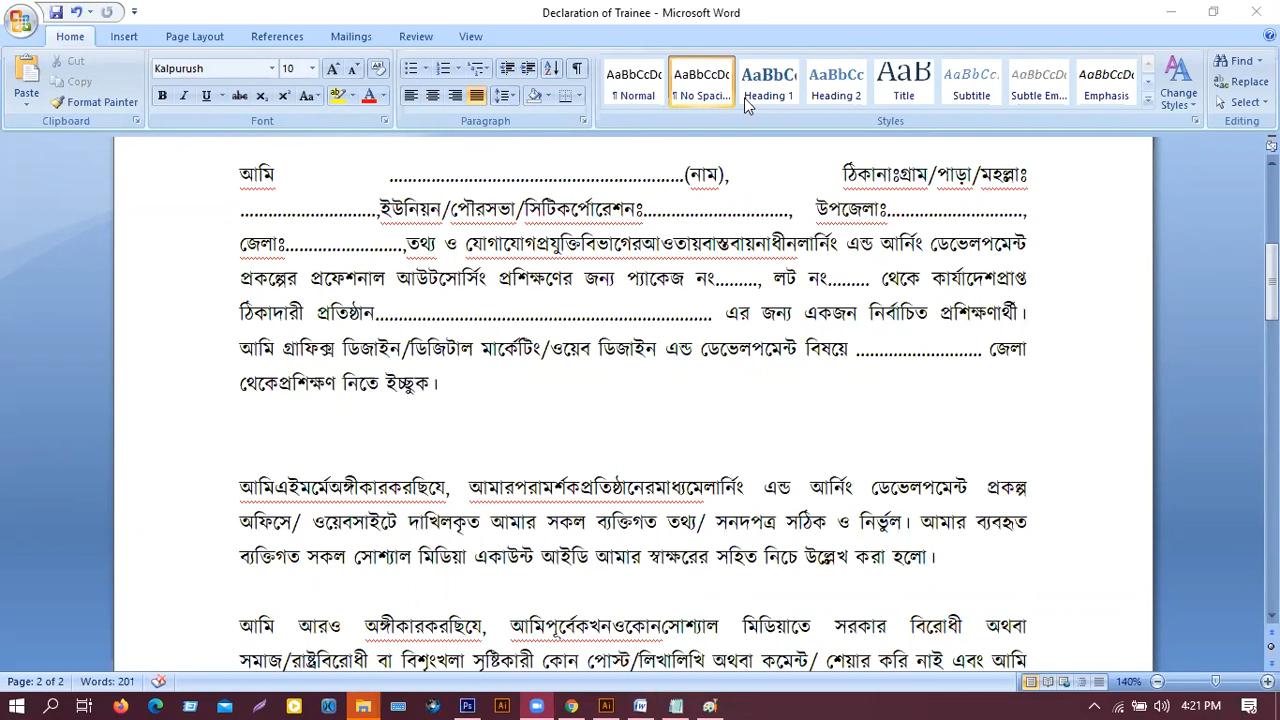 Declaration of Trainee - Microsoft Word
Home Insert Page Layout References Mailings Review View
Cut
Copy
Format Painter
Paste
Clipboard
Kalpurush 10
Font
Paragraph
AaBbCcDc AaBbCcDc AaBbC AaBbCc AaB AaBbCc. AaBbCcDc AaBbCcDc
¶ Normal ¶ No Spaci... Heading 1 Heading 2 Title Subtitle Subtle Em... Emphasis
Change Styles
Styles
Find
Replace
Select
Editing
আমি ..........................................................(নাম), ঠিকানাঃগ্রাম/পাড়া/মহল্লাঃ
...........................,ইউনিয়ন/পৌরসভা/সিটিকর্পোরেশনঃ............................., উপজেলাঃ...........................,
জেলাঃ.......................,তথ্য ও যোগাযোগপ্রযুক্তিবিভাগেরআওতায়বাস্তবায়নাধীনলার্নিং এন্ড আর্নিং ডেভেলপমেন্ট
প্রকল্পের প্রফেশনাল আউটসোর্সিং প্রশিক্ষণের জন্য প্যাকেজ নং........, লট নং........ থেকে কার্যাদেশপ্রাপ্ত
ঠিকাদারী প্রতিষ্ঠান................................................................... এর জন্য একজন নির্বাচিত প্রশিক্ষণার্থী।
আমি গ্রাফিক্স ডিজাইন/ডিজিটাল মার্কেটিং/ওয়েব ডিজাইন এন্ড ডেভেলপমেন্ট বিষয়ে ......................... জেলা
থেকেপ্রশিক্ষণ নিতে ইচ্ছুক।
আমিএইমর্মেঅঙ্গীকারকরছিযে, আমারপরামর্শকপ্রতিষ্ঠানেরমাধ্যমেলার্নিং এন্ড আর্নিং ডেভেলপমেন্ট প্রকল্প
অফিসে/ ওয়েবসাইটে দাখিলকৃত আমার সকল ব্যক্তিগত তথ্য/ সনদপত্র সঠিক ও নির্ভুল। আমার ব্যবহৃত
ব্যক্তিগত সকল সোশ্যাল মিডিয়া একাউন্ট আইডি আমার স্বাক্ষরের সহিত নিচে উল্লেখ করা হলো।
আমি আরও অঙ্গীকারকরছিযে, আমিপূর্বেকখনওকোনসোশ্যাল মিডিয়াতে সরকার বিরোধী অথবা
সমাজ/রাষ্ট্রবিরোধী বা বিশৃংখলা সৃষ্টিকারী কোন পোস্ট/লিখালিখি অথবা কমেন্ট/ শেয়ার করি নাই এবং আমি
Page: 2 of 2 Words: 201 140%
4:21 PM